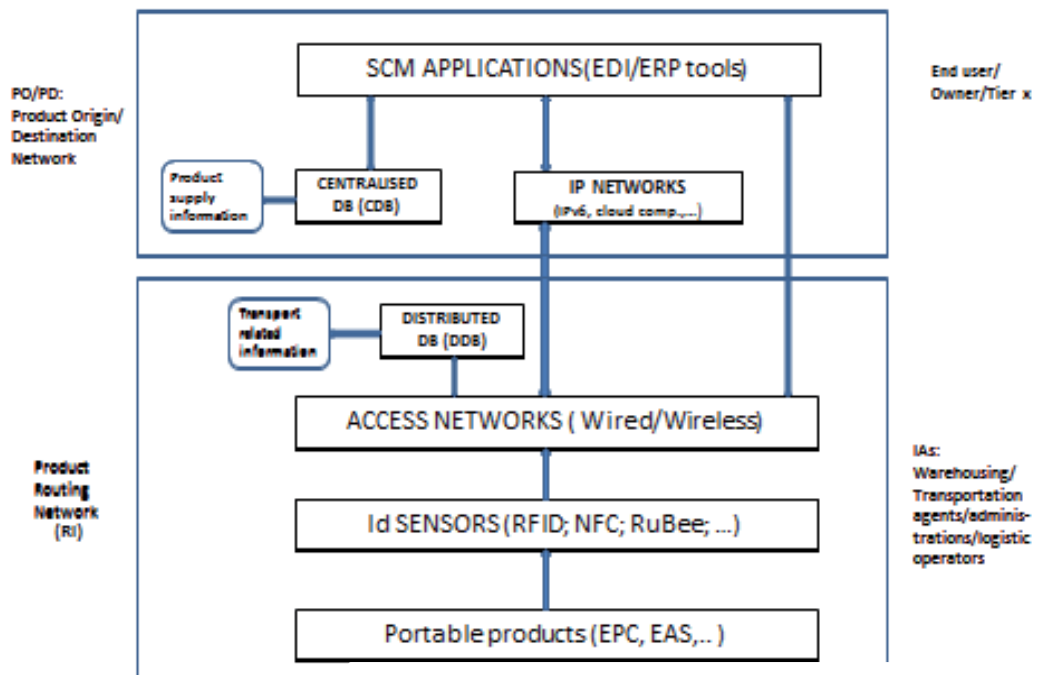 SCM APPLICATIONS(EDI/ERP tools)
PO/PD:
Product Origin/
Destination
Network
End user/
Owner/Tier x
Product
supply
information
CENTRALISED
DB (CDB)
IP NETWORKS
(IPv6, cloud comp.,...)
Transport
related
information
DISTRIBUTED
DB (DDB)
ACCESS NETWORKS ( Wired/Wireless)
Product
Routing
Network
(RI)
IAs:
Warehousing/
Transportation
agents/adminis-
trations/logistic
operators
Id SENSORS (RFID; NFC; RuBee; ...)
Portable products (EPC, EAS,.. )